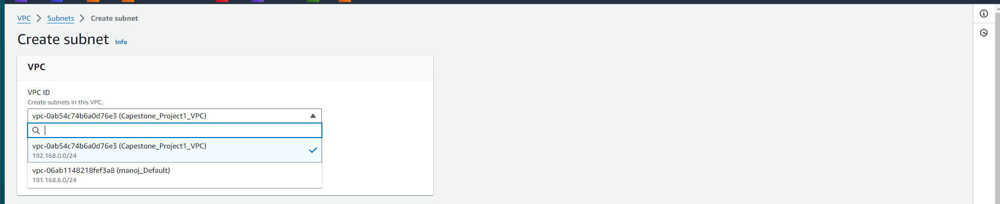 VPC > Subnets > Create subnet
Create subnet Info
VPC
VPC ID
Create subnets in this VPC.
vpc-0ab54c74b6a0d76e3 (Capestone_Project1_VPC)
vpc-0ab54c74b6a0d76e3 (Capestone_Project1_VPC)
192.168.0.0/24
vpc-06ab1148218fef3a8 (manoj_Default)
191.168.6.0/24